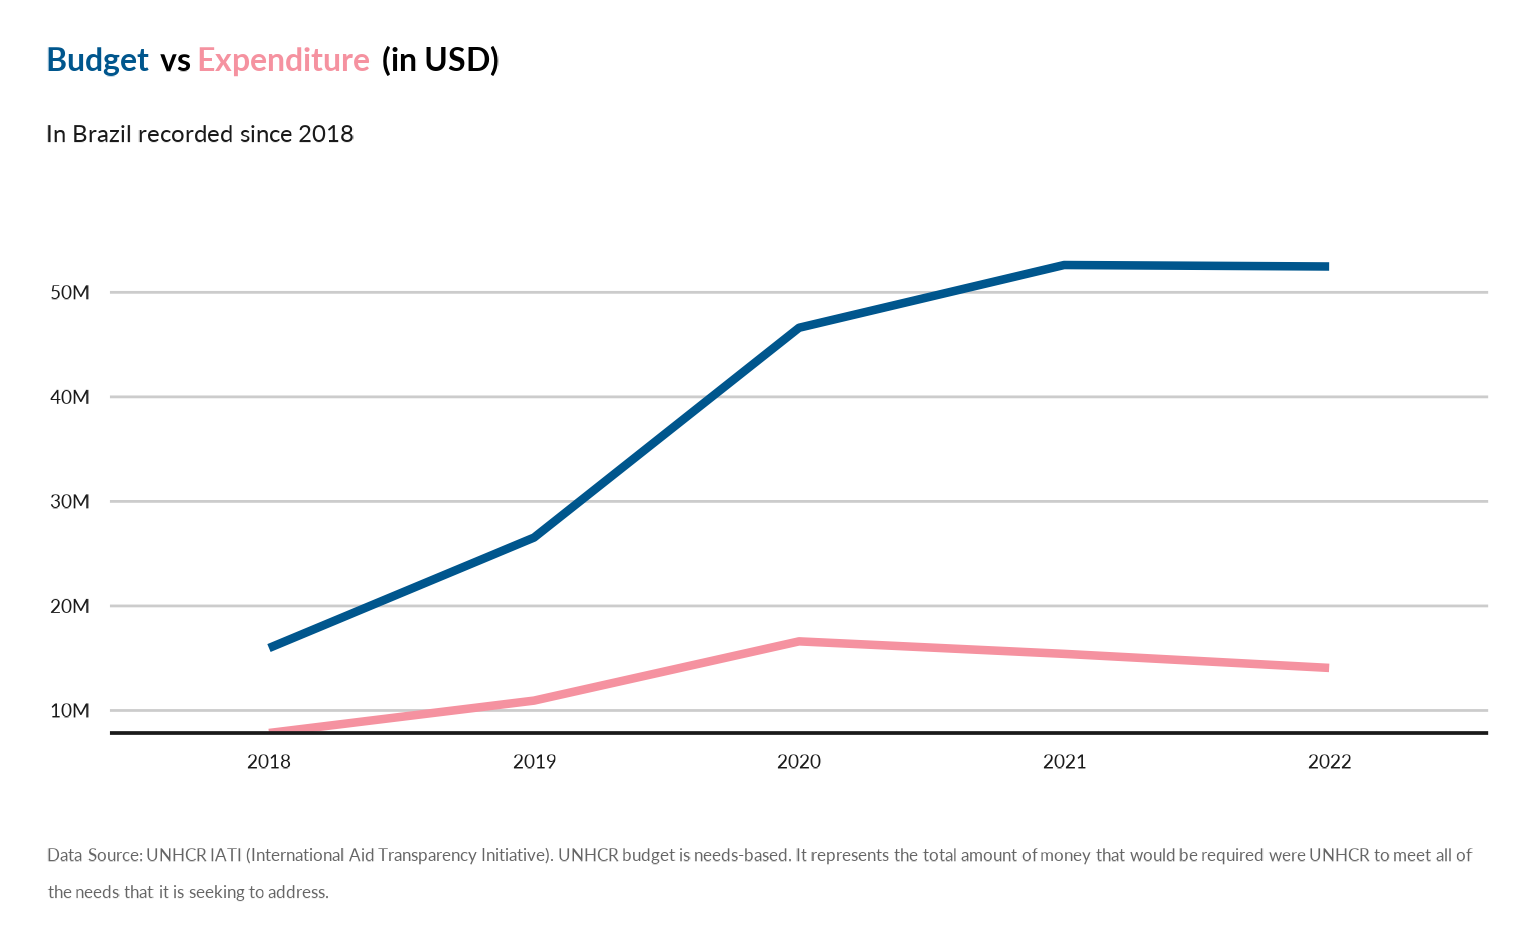 Budget vs Expenditure (in USD)
In Brazil recorded since 2018
50M
40M
30M
20M
10M
2018 2019 2020 2021 2022
Data Source: UNHCR IATI (International Aid Transparency Initiative). UNHCR budget is needs-based. It represents the total amount of money that would be required were UNHCR to meet all of
the needs that it is seeking to address.